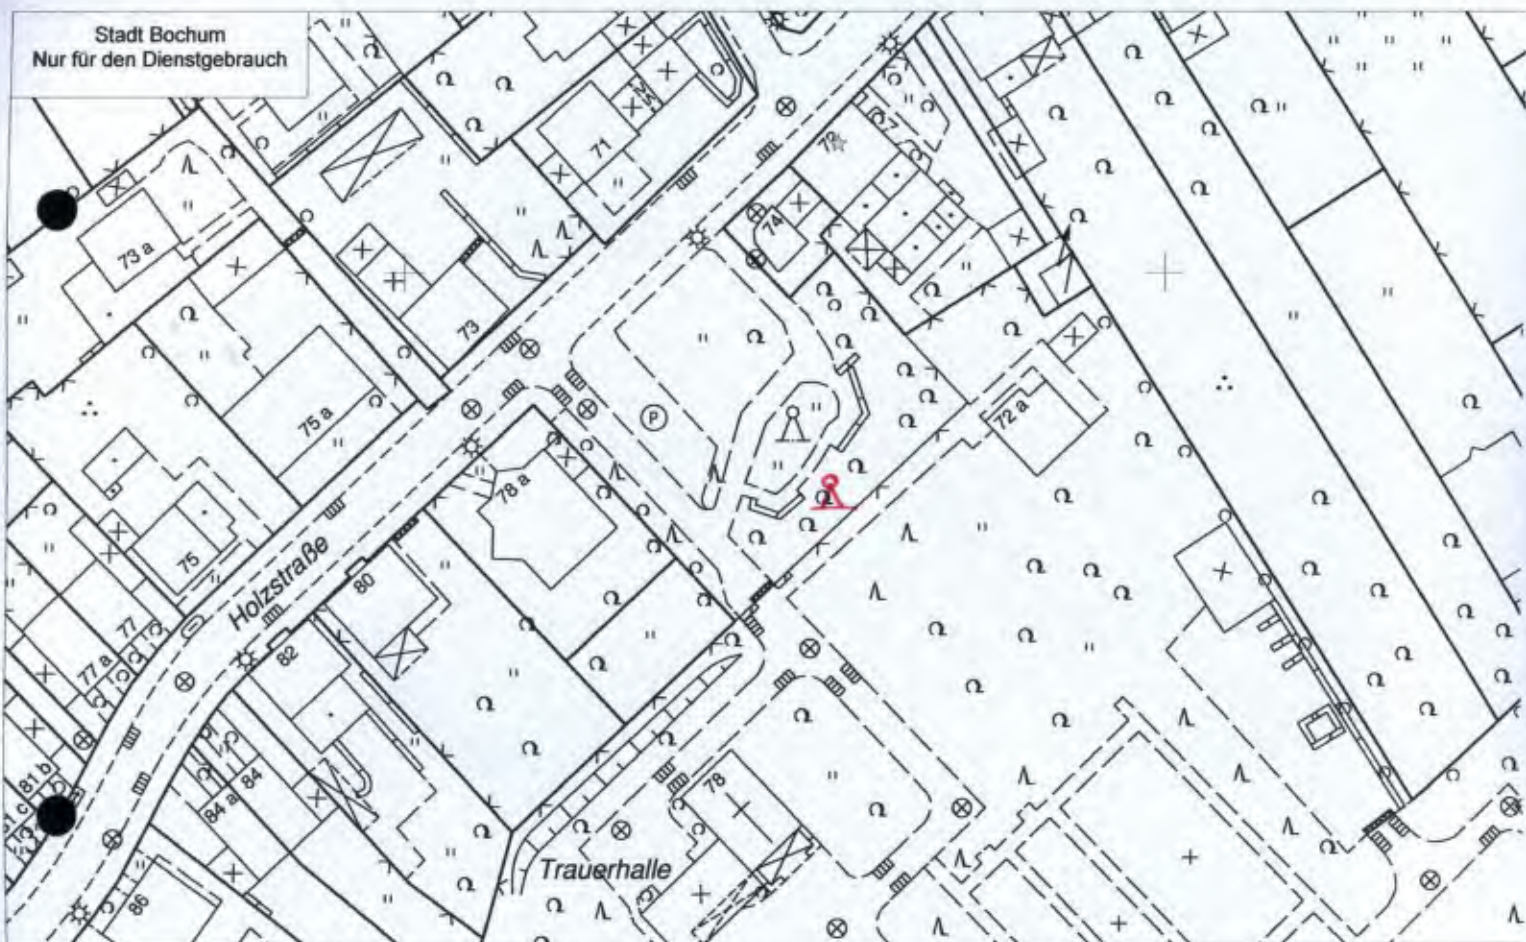 Stadt Bochum
Nur für den Dienstgebrauch
71
72
73 a
74
73
75 a
P
72 a
78 a
75
Holzstraße
80
77
77 a
82
81 b
84
84 a
78
Trauerhalle
86